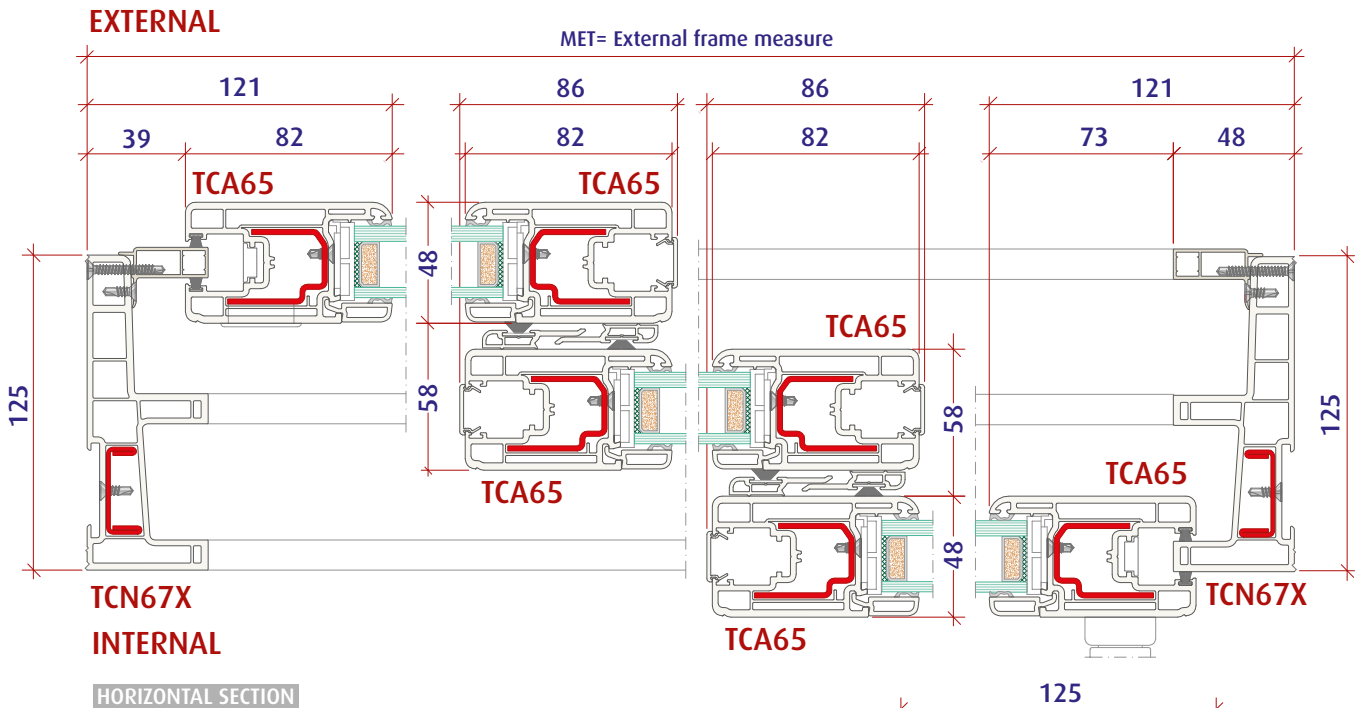 EXTERNAL
MET= External frame measure
121 86 86 121
39 82 82 82 73 48
TCA65 TCA65
48
TCA65
125 58 58 125
TCA65 TCA65
48
TCN67X TCN67X
INTERNAL TCA65
HORIZONTAL SECTION 125